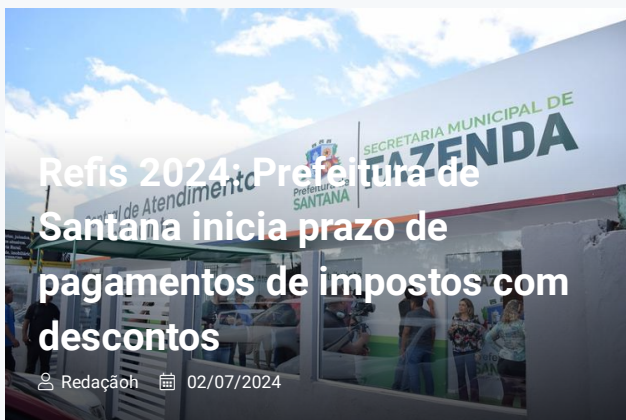 SECRETARIA MUNICIPAL DE
FAZENDA
Prefeitura de
SANTANA
Central de Atendimento
Refis 2024: Prefeitura de
Santana inicia prazo de
pagamentos de impostos com
descontos
Redaçãoh 02/07/2024